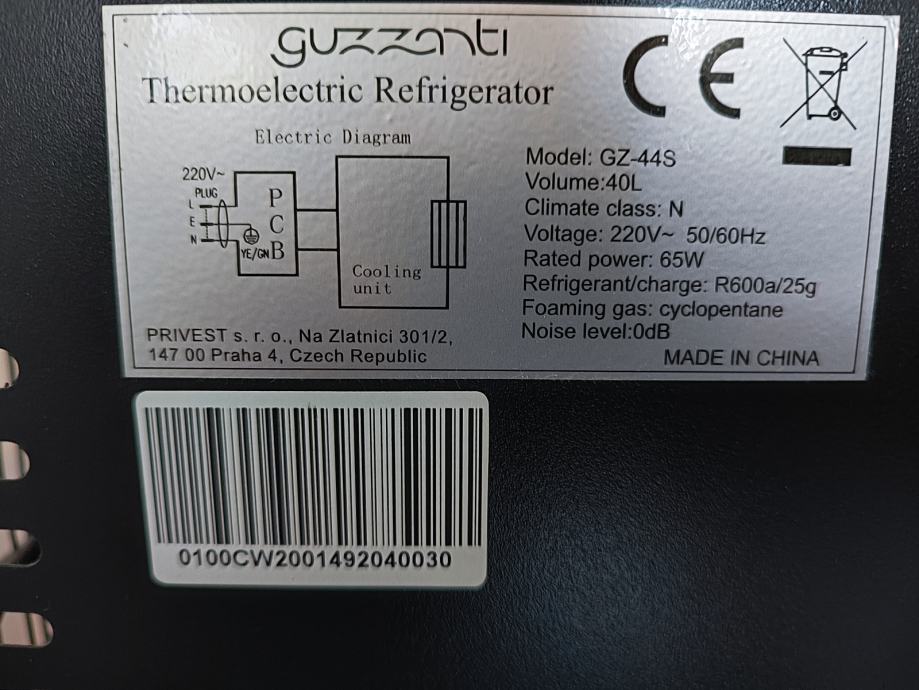 guzzanti
CE
Thermoelectric Refrigerator
Electric Diagram
220V~
PLUG
L
E
N
YE/GN
P
C
B
Cooling
unit
Model: GZ-44S
Volume:40L
Climate class: N
Voltage: 220V~ 50/60Hz
Rated power: 65W
Refrigerant/charge: R600a/25g
Foaming gas: cyclopentane
Noise level:0dB
PRIVEST s. r. o., Na Zlatnici 301/2,
147 00 Praha 4, Czech Republic
MADE IN CHINA
0100CW2001492040030